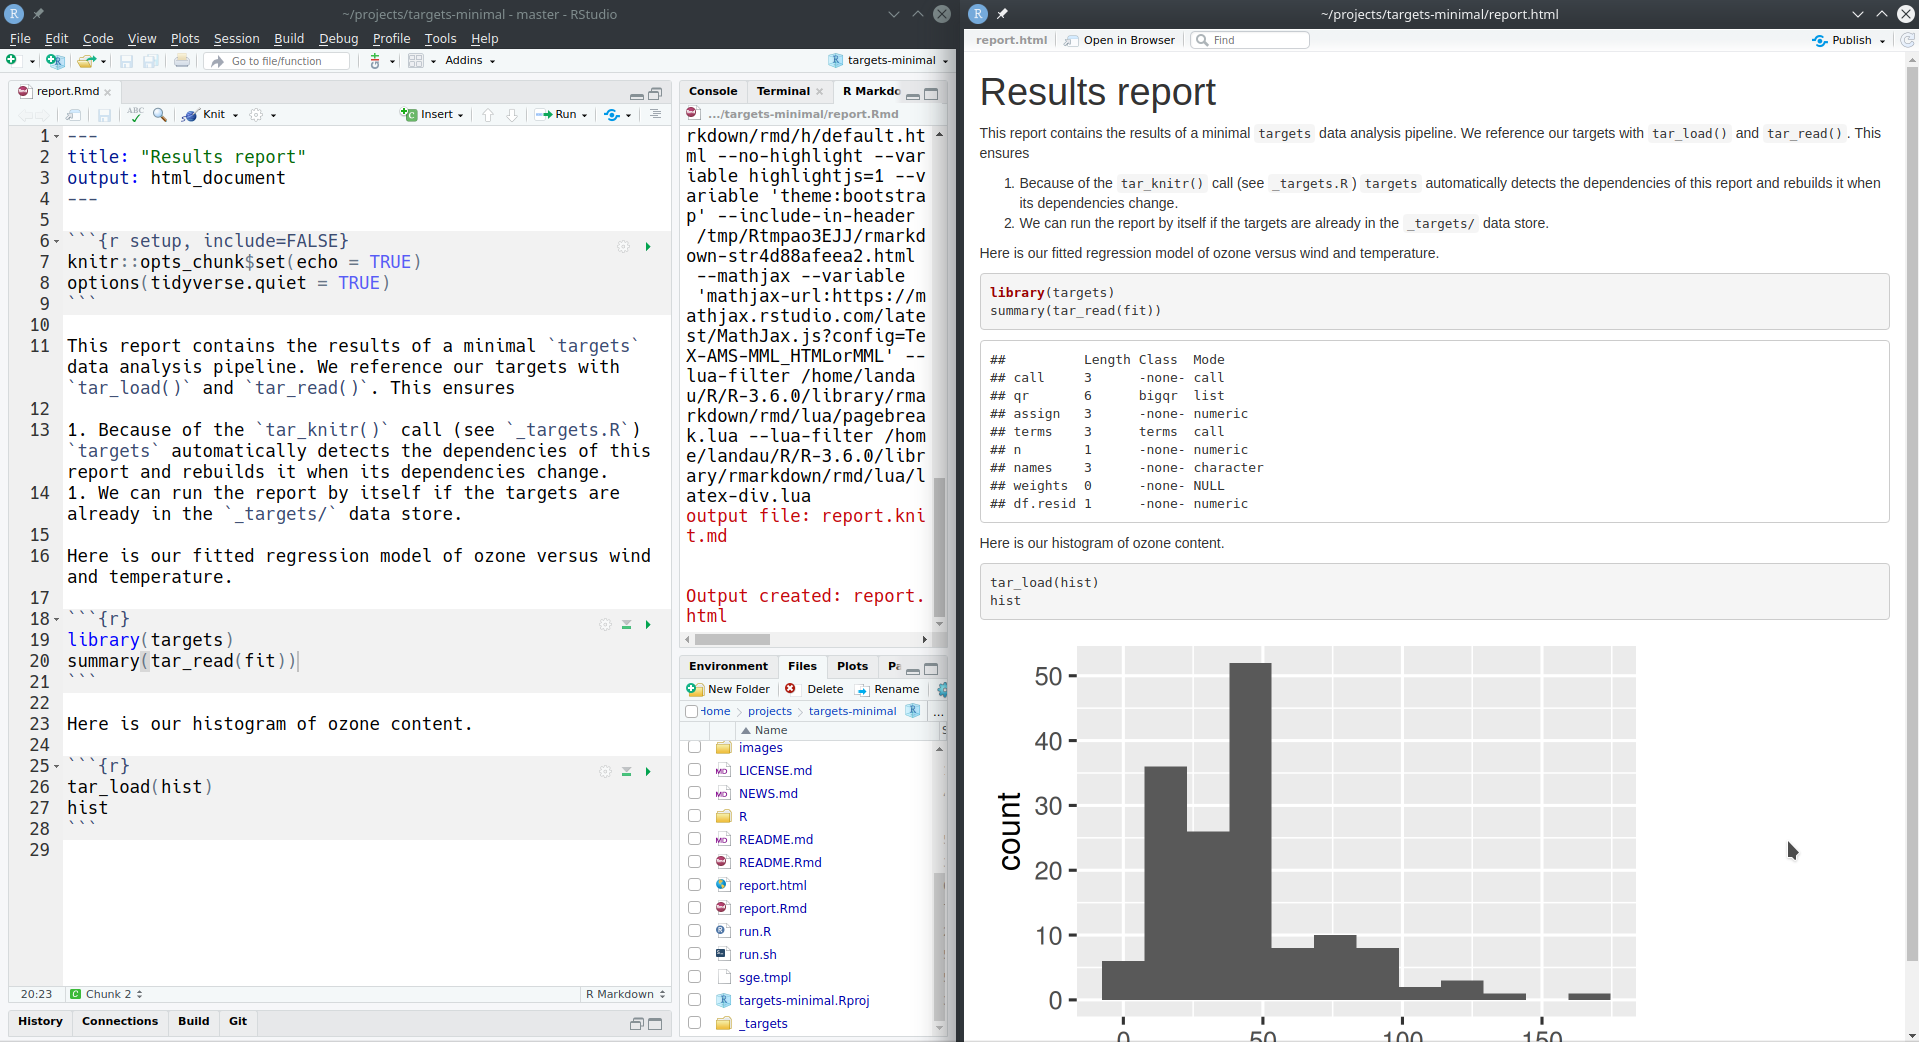 ~/projects/targets-minimal - master - RStudio
File Edit Code View Plots Session Build Debug Profile Tools Help
Go to file/function Addins targets-minimal
report.Rmd
Knit Insert Run
1 ---
2 title: "Results report"
3 output: html_document
4 ---
5
6 ```{r setup, include=FALSE}
7 knitr::opts_chunk$set(echo = TRUE)
8 options(tidyverse.quiet = TRUE)
9 ```
10
11 This report contains the results of a minimal `targets`
data analysis pipeline. We reference our targets with
`tar_load()` and `tar_read()`. This ensures
12
13 1. Because of the `tar_knitr()` call (see `_targets.R`)
`targets` automatically detects the dependencies of this
report and rebuilds it when its dependencies change.
14 1. We can run the report by itself if the targets are
already in the `_targets/` data store.
15
16 Here is our fitted regression model of ozone versus wind
and temperature.
17
18 ```{r}
19 library(targets)
20 summary(tar_read(fit))
21 ```
22
23 Here is our histogram of ozone content.
24
25 ```{r}
26 tar_load(hist)
27 hist
28 ```
29
20:23 Chunk 2 R Markdown
History Connections Build Git
Console Terminal R Markdo
.../targets-minimal/report.Rmd
rkdown/rmd/h/default.ht
ml --no-highlight --var
iable highlightjs=1 --v
ariable 'theme:bootstra
p' --include-in-header
/tmp/Rtmpao3EJJ/rmarkd
own-str4d88afeea2.html
--mathjax --variable
'mathjax-url:https://m
athjax.rstudio.com/late
st/MathJax.js?config=Te
X-AMS-MML_HTMLorMML' --
lua-filter /home/landa
u/R/R-3.6.0/library/rma
rkdown/rmd/lua/pagebrea
k.lua --lua-filter /hom
e/landau/R/R-3.6.0/libr
ary/rmarkdown/rmd/lua/l
atex-div.lua
output file: report.kni
t.md
Output created: report.
html
Environment Files Plots Pa
New Folder Delete Rename
Home projects targets-minimal ...
Name
images
LICENSE.md
NEWS.md
R
README.md
README.Rmd
report.html
report.Rmd
run.R
run.sh
sge.tmpl
targets-minimal.Rproj
_targets
~/projects/targets-minimal/report.html
report.html Open in Browser Find Publish
Results report
This report contains the results of a minimal targets data analysis pipeline. We reference our targets with tar_load() and tar_read(). This
ensures
1. Because of the tar_knitr() call (see _targets.R) targets automatically detects the dependencies of this report and rebuilds it when
its dependencies change.
2. We can run the report by itself if the targets are already in the _targets/ data store.
Here is our fitted regression model of ozone versus wind and temperature.
library(targets)
summary(tar_read(fit))
## Length Class Mode
## call 3 -none- call
## qr 6 bigqr list
## assign 3 -none- numeric
## terms 3 terms call
## n 1 -none- numeric
## names 3 -none- character
## weights 0 -none- NULL
## df.resid 1 -none- numeric
Here is our histogram of ozone content.
tar_load(hist)
hist
50
40
30
20
10
0
count
0 50 100 150